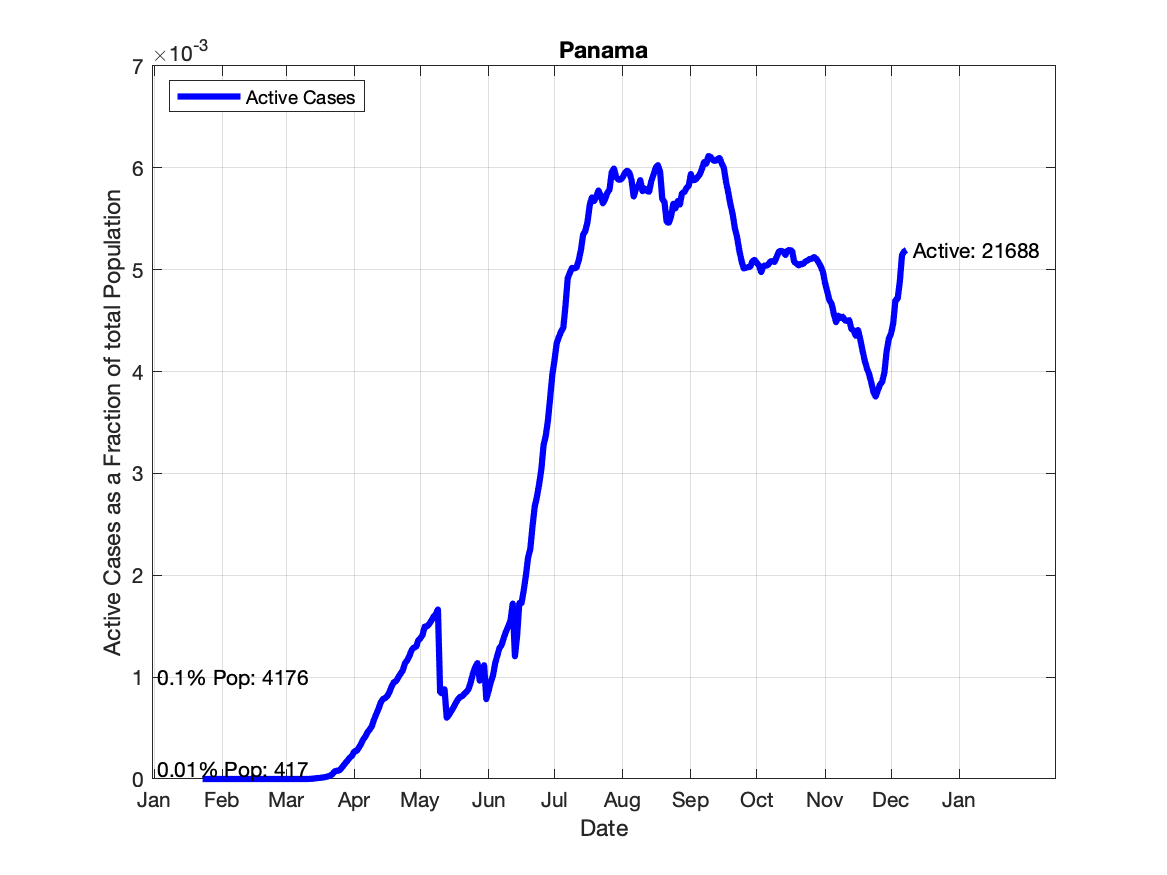 Panama
×10^-3
7
Active Cases
6
5
4
3
2
1
0
Active Cases as a Fraction of total Population
Active: 21688
0.1% Pop: 4176
0.01% Pop: 417
Jan Feb Mar Apr May Jun Jul Aug Sep Oct Nov Dec Jan
Date